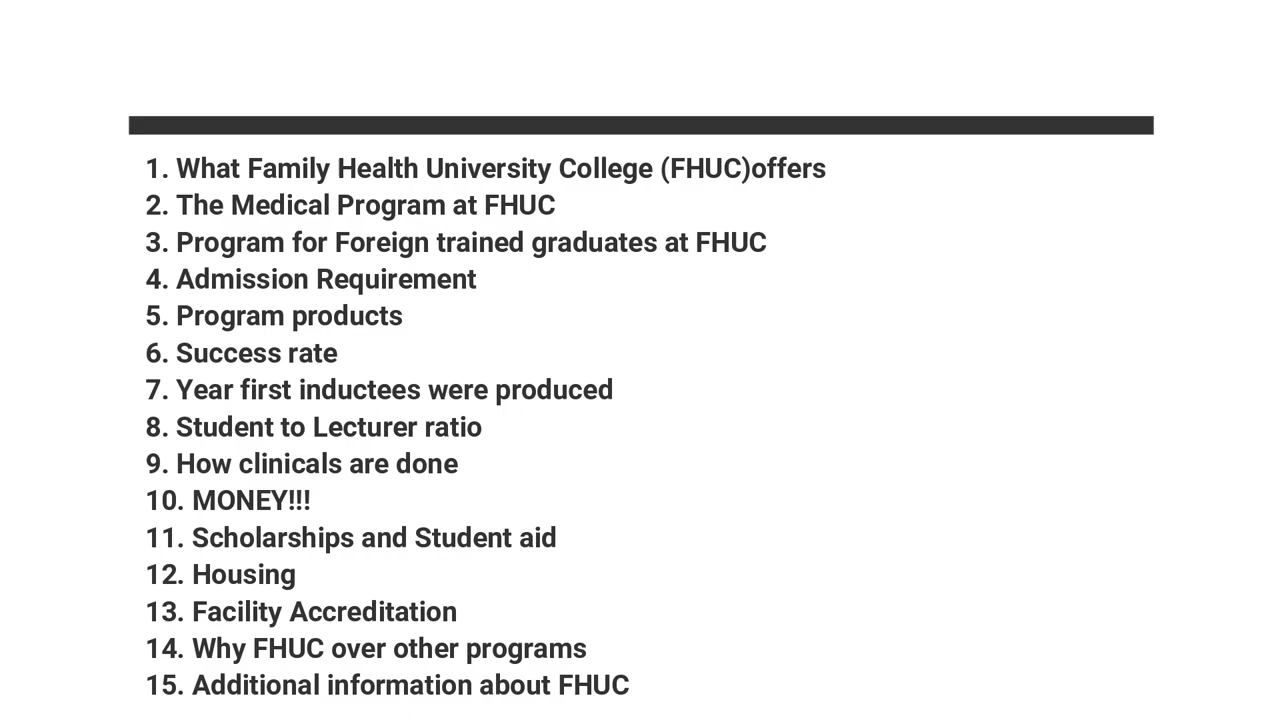 1. What Family Health University College (FHUC)offers
2. The Medical Program at FHUC
3. Program for Foreign trained graduates at FHUC
4. Admission Requirement
5. Program products
6. Success rate
7. Year first inductees were produced
8. Student to Lecturer ratio
9. How clinicals are done
10. MONEY!!!
11. Scholarships and Student aid
12. Housing
13. Facility Accreditation
14. Why FHUC over other programs
15. Additional information about FHUC